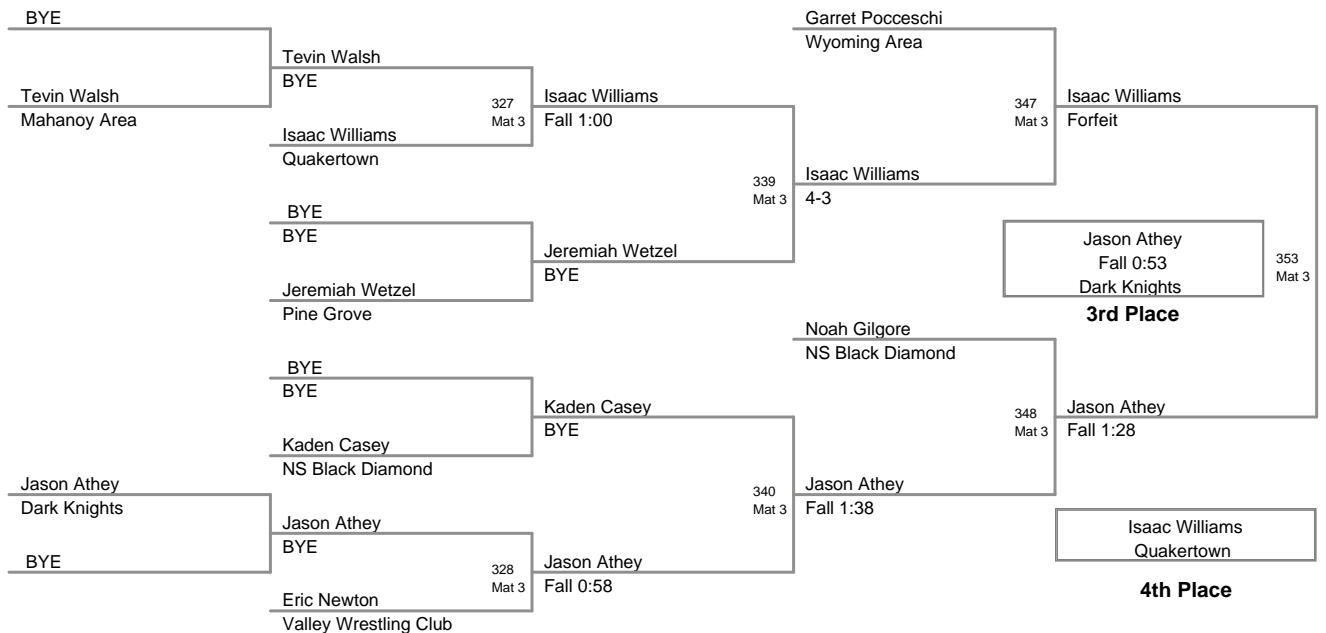 BYE
Garret Pocceschi
Wyoming Area
Tevin Walsh
BYE
Tevin Walsh
Mahanoy Area
327
Mat 3
Isaac Williams
Fall 1:00
347
Mat 3
Isaac Williams
Forfeit
Isaac Williams
Quakertown
339
Mat 3
Isaac Williams
4-3
BYE
BYE
Jeremiah Wetzel
BYE
Jason Athey
Fall 0:53
Dark Knights
353
Mat 3
Jeremiah Wetzel
Pine Grove
3rd Place
Noah Gilgore
NS Black Diamond
BYE
BYE
Kaden Casey
BYE
348
Mat 3
Jason Athey
Fall 1:28
Kaden Casey
NS Black Diamond
Jason Athey
Dark Knights
340
Mat 3
Jason Athey
Fall 1:38
Jason Athey
BYE
Isaac Williams
Quakertown
BYE
328
Mat 3
Jason Athey
Fall 0:58
4th Place
Eric Newton
Valley Wrestling Club